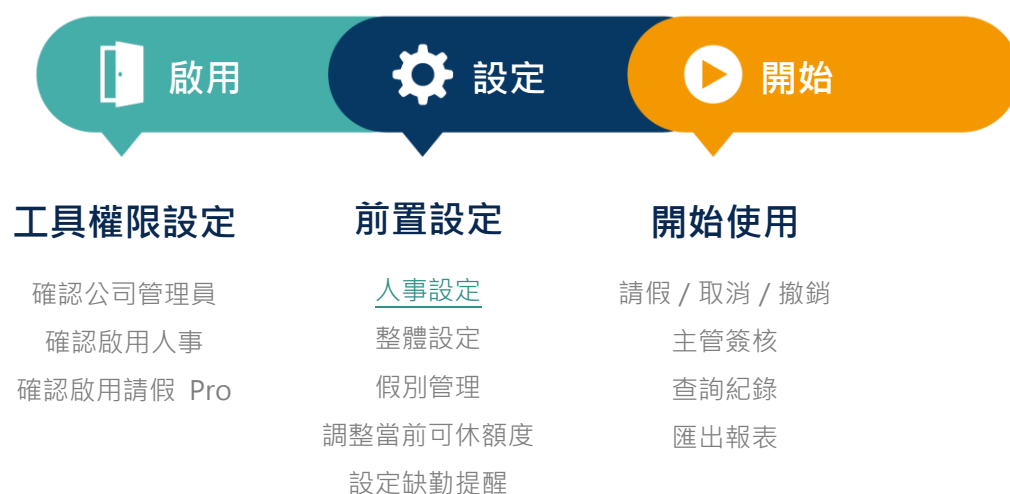 啟用
設定
開始
工具權限設定
確認公司管理員
確認啟用人事
確認啟用請假 Pro
前置設定
人事設定
整體設定
假別管理
調整當前可休額度
設定缺勤提醒
開始使用
請假 / 取消 / 撤銷
主管簽核
查詢紀錄
匯出報表